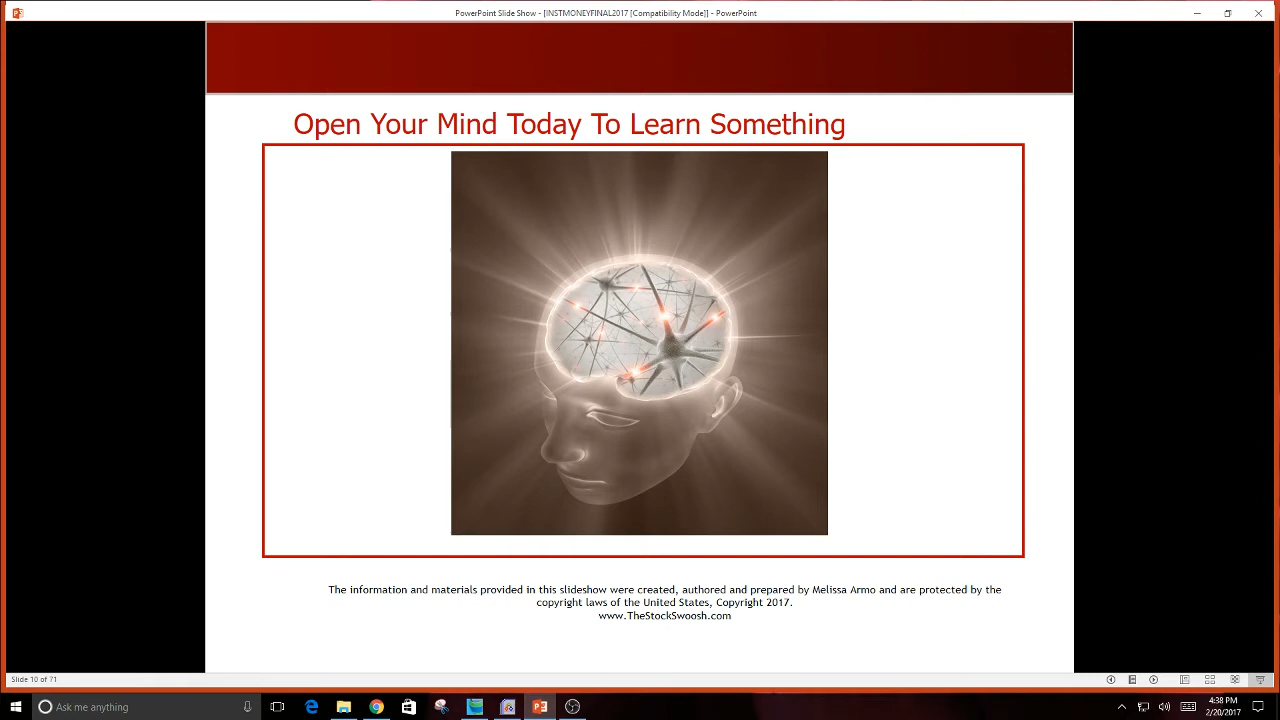 PowerPoint Slide Show - [INSTMONEYFINAL2017 [Compatibility Mode]] - PowerPoint
Open Your Mind Today To Learn Something
The information and materials provided in this slideshow were created, authored and prepared by Melissa Armo and are protected by the
copyright laws of the United States, Copyright 2017.
www.TheStockSwoosh.com
Slide 10 of 71
Ask me anything
4:38 PM
2/20/2017